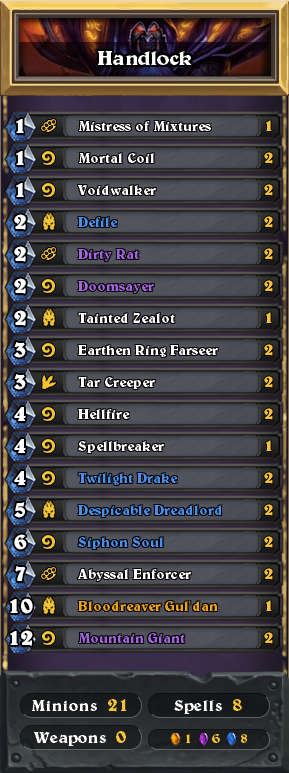 Handlock
1 Mistress of Mixtures 1
1 Mortal Coil 2
1 Voidwalker 2
2 Defile 2
2 Dirty Rat 2
2 Doomsayer 2
2 Tainted Zealot 1
3 Earthen Ring Farseer 2
3 Tar Creeper 2
4 Hellfire 2
4 Spellbreaker 1
4 Twilight Drake 2
5 Despicable Dreadlord 2
6 Siphon Soul 2
7 Abyssal Enforcer 2
10 Bloodreaver Gul'dan 1
12 Mountain Giant 2
Minions 21 Spells 8
Weapons 0 1 6 8